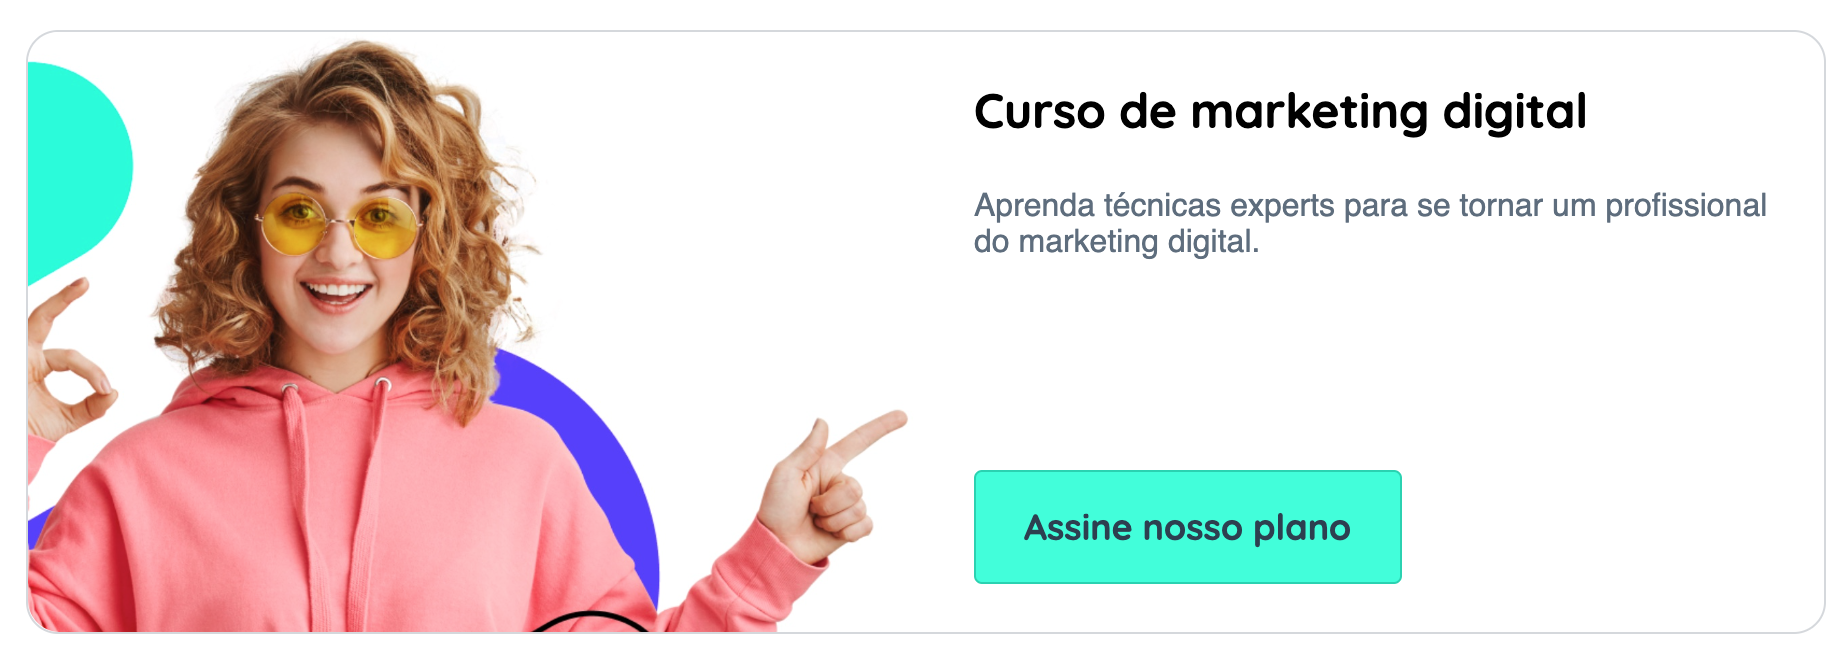 Curso de marketing digital
Aprenda técnicas experts para se tornar um profissional
do marketing digital.
Assine nosso plano